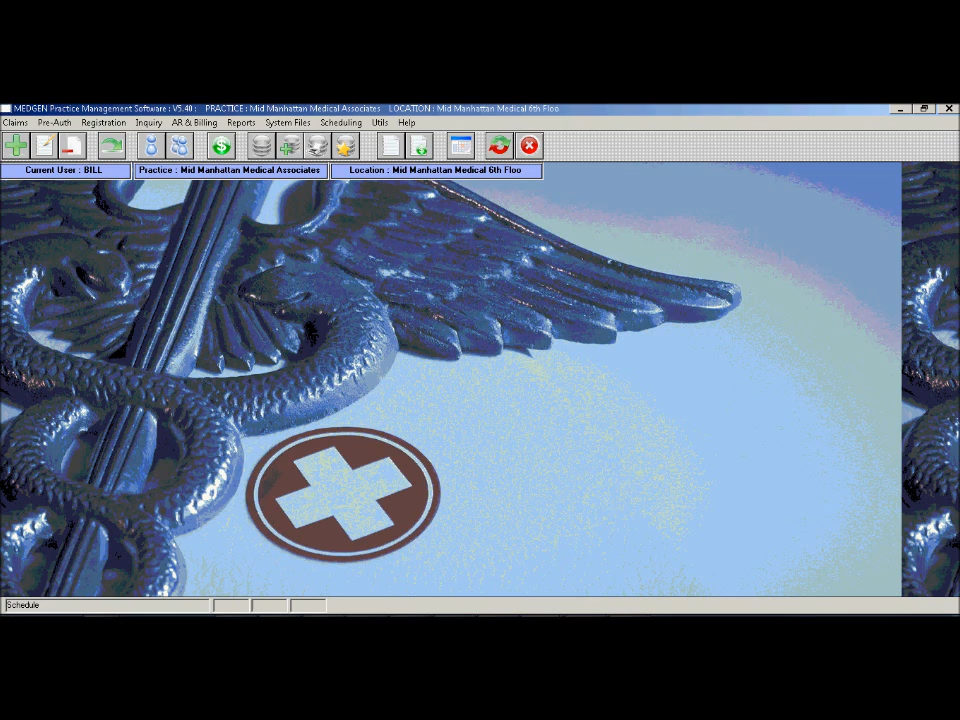 MEDGEN Practice Management Software : V5.40 : PRACTICE : Mid Manhattan Medical Associates LOCATION : Mid Manhattan Medical 6th Floo
Claims Pre-Auth Registration Inquiry AR & Billing Reports System Files Scheduling Utils Help
Current User : BILL Practice : Mid Manhattan Medical Associates Location : Mid Manhattan Medical 6th Floo
Schedule